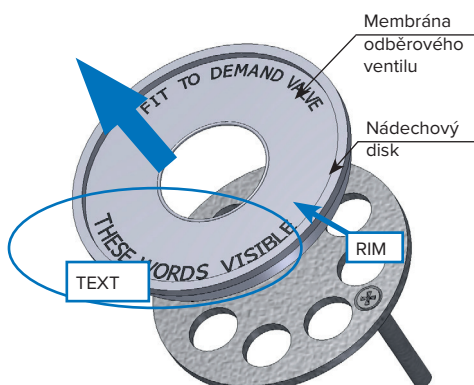 Membrána
odběrového
ventilu
FIT TO DEMAND VALVE
Nádechový
disk
THESE WORDS VISIBLE
RIM
TEXT